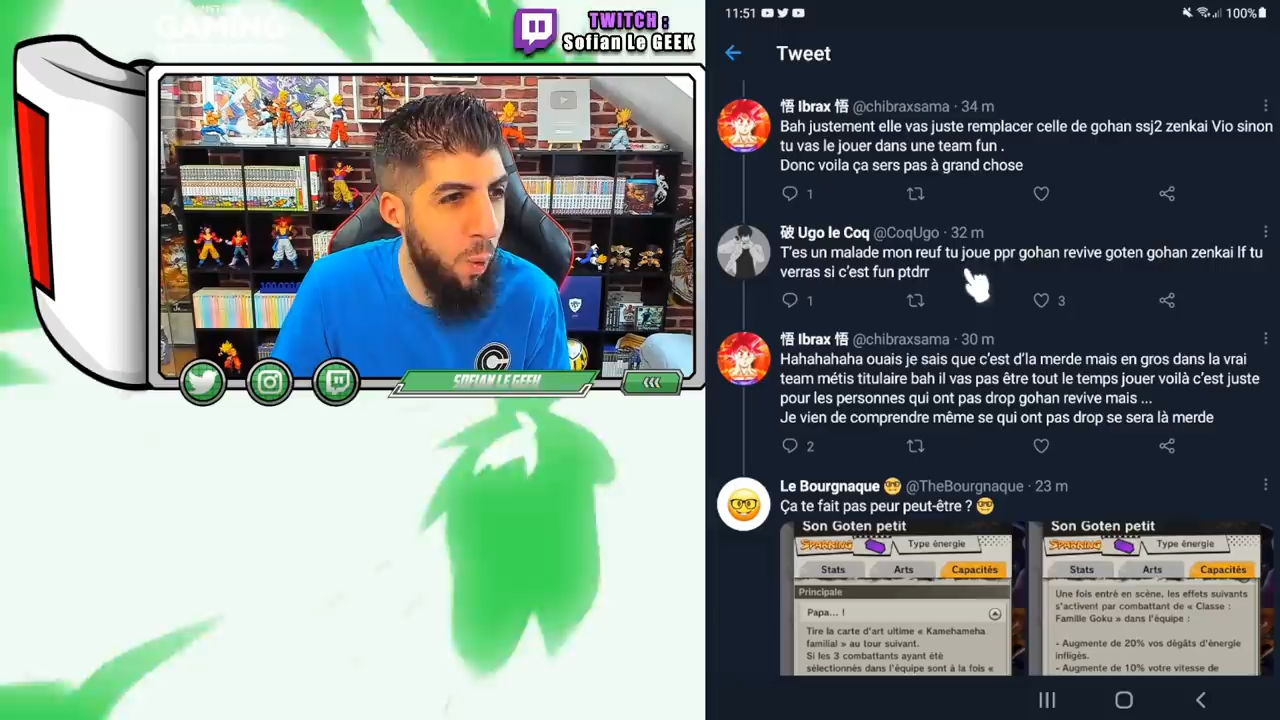 GAMING
TWITCH :
Sofian Le GEEK
SOFIAN LE GEEK
11:51
100%
Tweet
悟 Ibrax 悟 @chibraxsama · 34 m
Bah justement elle vas juste remplacer celle de gohan ssj2 zenkai Vio sinon
tu vas le jouer dans une team fun .
Donc voila ça sers pas à grand chose
1
破 Ugo le Coq @CoqUgo · 32 m
T'es un malade mon reuf tu joue ppr gohan revive goten gohan zenkai lf tu
verras si c'est fun ptdrr
1
3
悟 Ibrax 悟 @chibraxsama · 30 m
Hahahahaha ouais je sais que c'est d'la merde mais en gros dans la vrai
team métis titulaire bah il vas pas être tout le temps jouer voilà c'est juste
pour les personnes qui ont pas drop gohan revive mais ...
Je vien de comprendre même se qui ont pas drop se sera là merde
2
Le Bourgnaque 🤓 @TheBourgnaque · 23 m
Ça te fait pas peur peut-être ? 🤓
Son Goten petit
SPARKING
Type énergie
Stats
Arts
Capacités
Principale
Papa... !
Tire la carte d'art ultime « Kamehameha
familial » au tour suivant.
Si les 3 combattants ayant été
sélectionnés dans l'équipe sont à la fois «
Son Goten petit
SPARKING
Type énergie
Stats
Arts
Capacités
Une fois entré en scène, les effets suivants
s'activent par combattant de « Classe :
Famille Goku » dans l'équipe :
- Augmente de 20% vos dégâts d'énergie
infligés.
- Augmente de 10% votre vitesse de